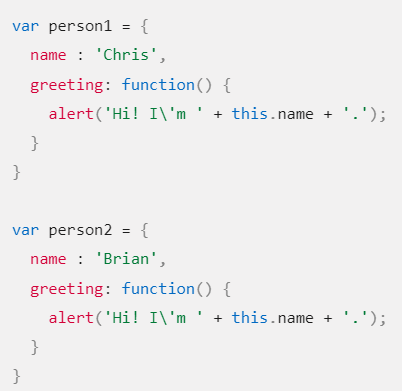 var person1 = {
  name : 'Chris',
  greeting: function() {
    alert('Hi! I\'m ' + this.name + '.');
  }
}

var person2 = {
  name : 'Brian',
  greeting: function() {
    alert('Hi! I\'m ' + this.name + '.');
  }
}